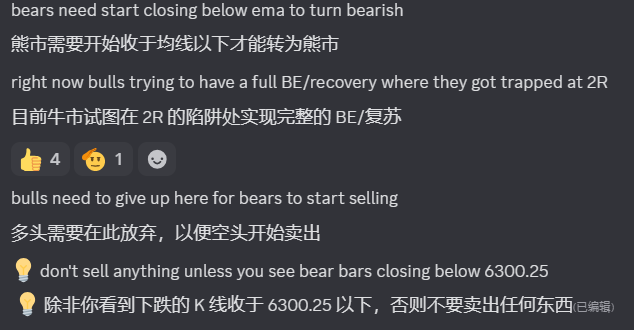 bears need start closing below ema to turn bearish
熊市需要开始收于均线以下才能转为熊市
right now bulls trying to have a full BE/recovery where they got trapped at 2R
目前牛市试图在 2R 的陷阱处实现完整的 BE/复苏
4 1
bulls need to give up here for bears to start selling
多头需要在此放弃，以便空头开始卖出
don't sell anything unless you see bear bars closing below 6300.25
除非你看到下跌的 K 线收于 6300.25 以下，否则不要卖出任何东西(已编辑)